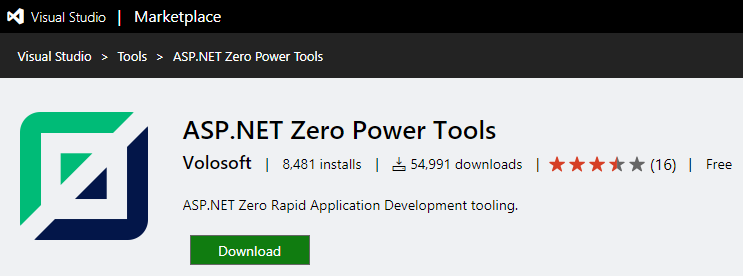 Visual Studio | Marketplace
Visual Studio > Tools > ASP.NET Zero Power Tools
ASP.NET Zero Power Tools
Volosoft | 8,481 installs | 54,991 downloads | (16) | Free
ASP.NET Zero Rapid Application Development tooling.
Download